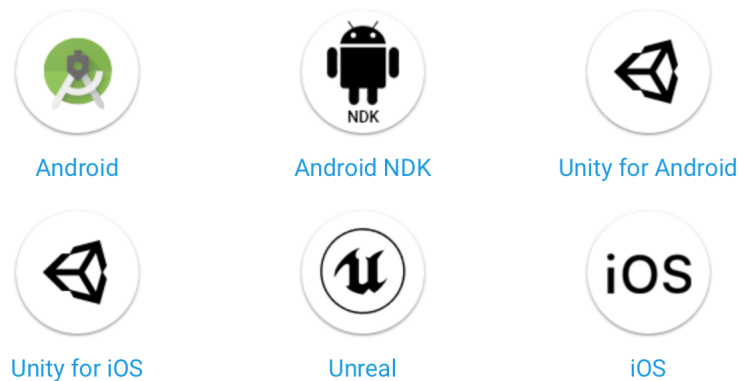 NDK
Android
Android NDK
Unity for Android
iOS
Unity for iOS
Unreal
iOS